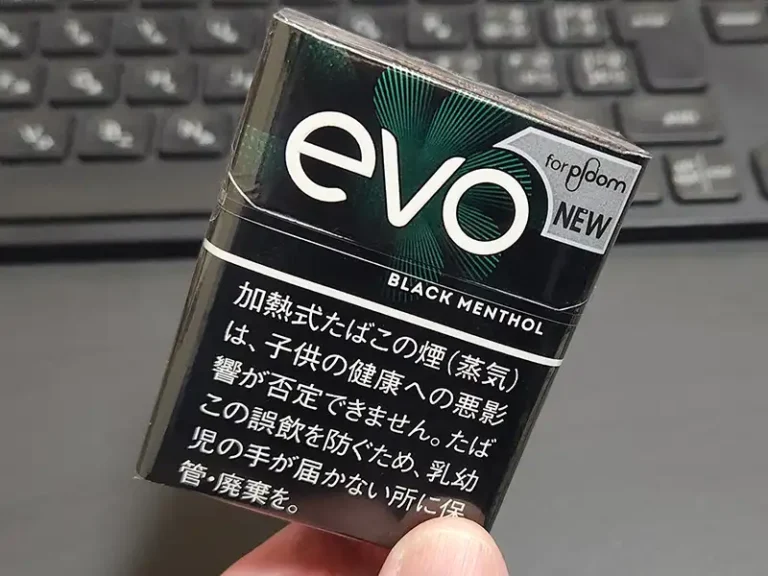 evo
for ploom
NEW
BLACK MENTHOL
加熱式たばこの煙(蒸気)
は、子供の健康への悪影
響が否定できません。たば
この誤飲を防ぐため、乳幼
児の手が届かない所に保
管・廃棄を。